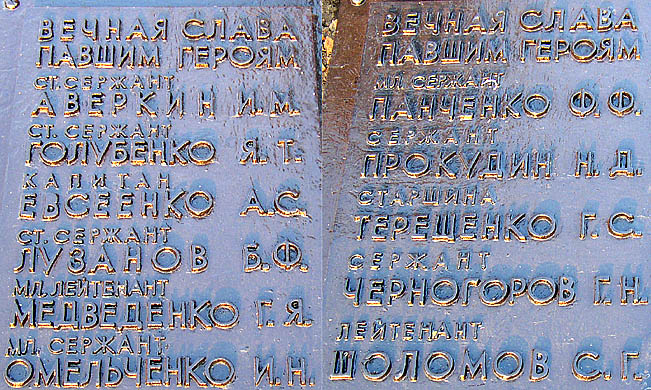 ВЕЧНАЯ СЛАВА
ПАВШИМ ГЕРОЯМ
СТ. СЕРЖАНТ
АВЕРКИН И.М.
СТ. СЕРЖАНТ
ГОЛУБЕНКО Я.Т.
КАПИТАН
ЕВСЕЕНКО А.С.
СТ. СЕРЖАНТ
ЛУЗАНОВ Б.Ф.
МЛ. ЛЕЙТЕНАНТ
МЕДВЕДЕНКО Г.Я.
МЛ. СЕРЖАНТ
ОМЕЛЬЧЕНКО И.Н.
ВЕЧНАЯ СЛАВА
ПАВШИМ ГЕРОЯМ
МЛ. СЕРЖАНТ
ПАНЧЕНКО Ф.Ф.
СЕРЖАНТ
ПРОКУДИН Н.Д.
СТАРШИНА
ТЕРЕЩЕНКО Г.С.
СЕРЖАНТ
ЧЕРНОГОРОВ Г.Н.
ЛЕЙТЕНАНТ
ШОЛОМОВ С.Г.